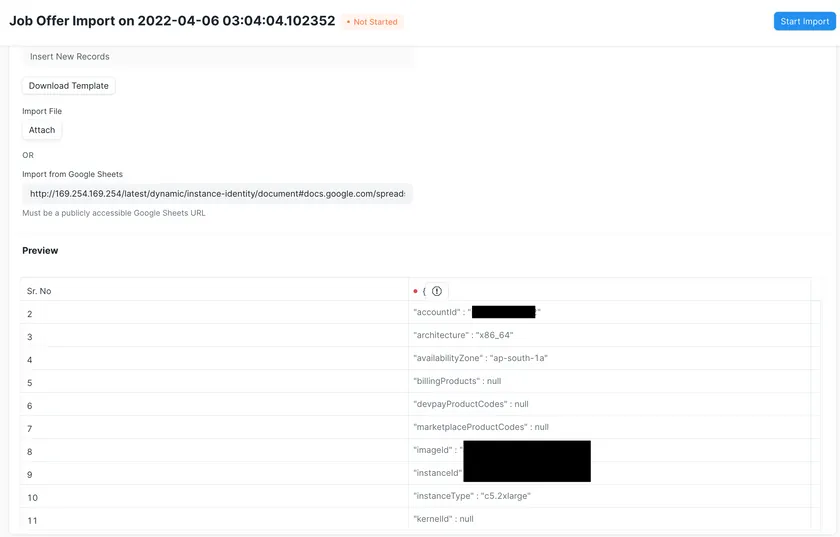 Job Offer Import on 2022-04-06 03:04:04.102352 • Not Started Start Import
Insert New Records
Download Template
Import File
Attach
OR
Import from Google Sheets
http://169.254.169.254/latest/dynamic/instance-identity/document#docs.google.com/spread
Must be a publicly accessible Google Sheets URL
Preview
Sr. No {
2 "accountId" : "
3 "architecture" : "x86_64"
4 "availabilityZone" : "ap-south-1a"
5 "billingProducts" : null
6 "devpayProductCodes" : null
7 "marketplaceProductCodes" : null
8 "imageId" : "
9 "instanceId"
10 "instanceType" : "c5.2xlarge"
11 "kernelId" : null